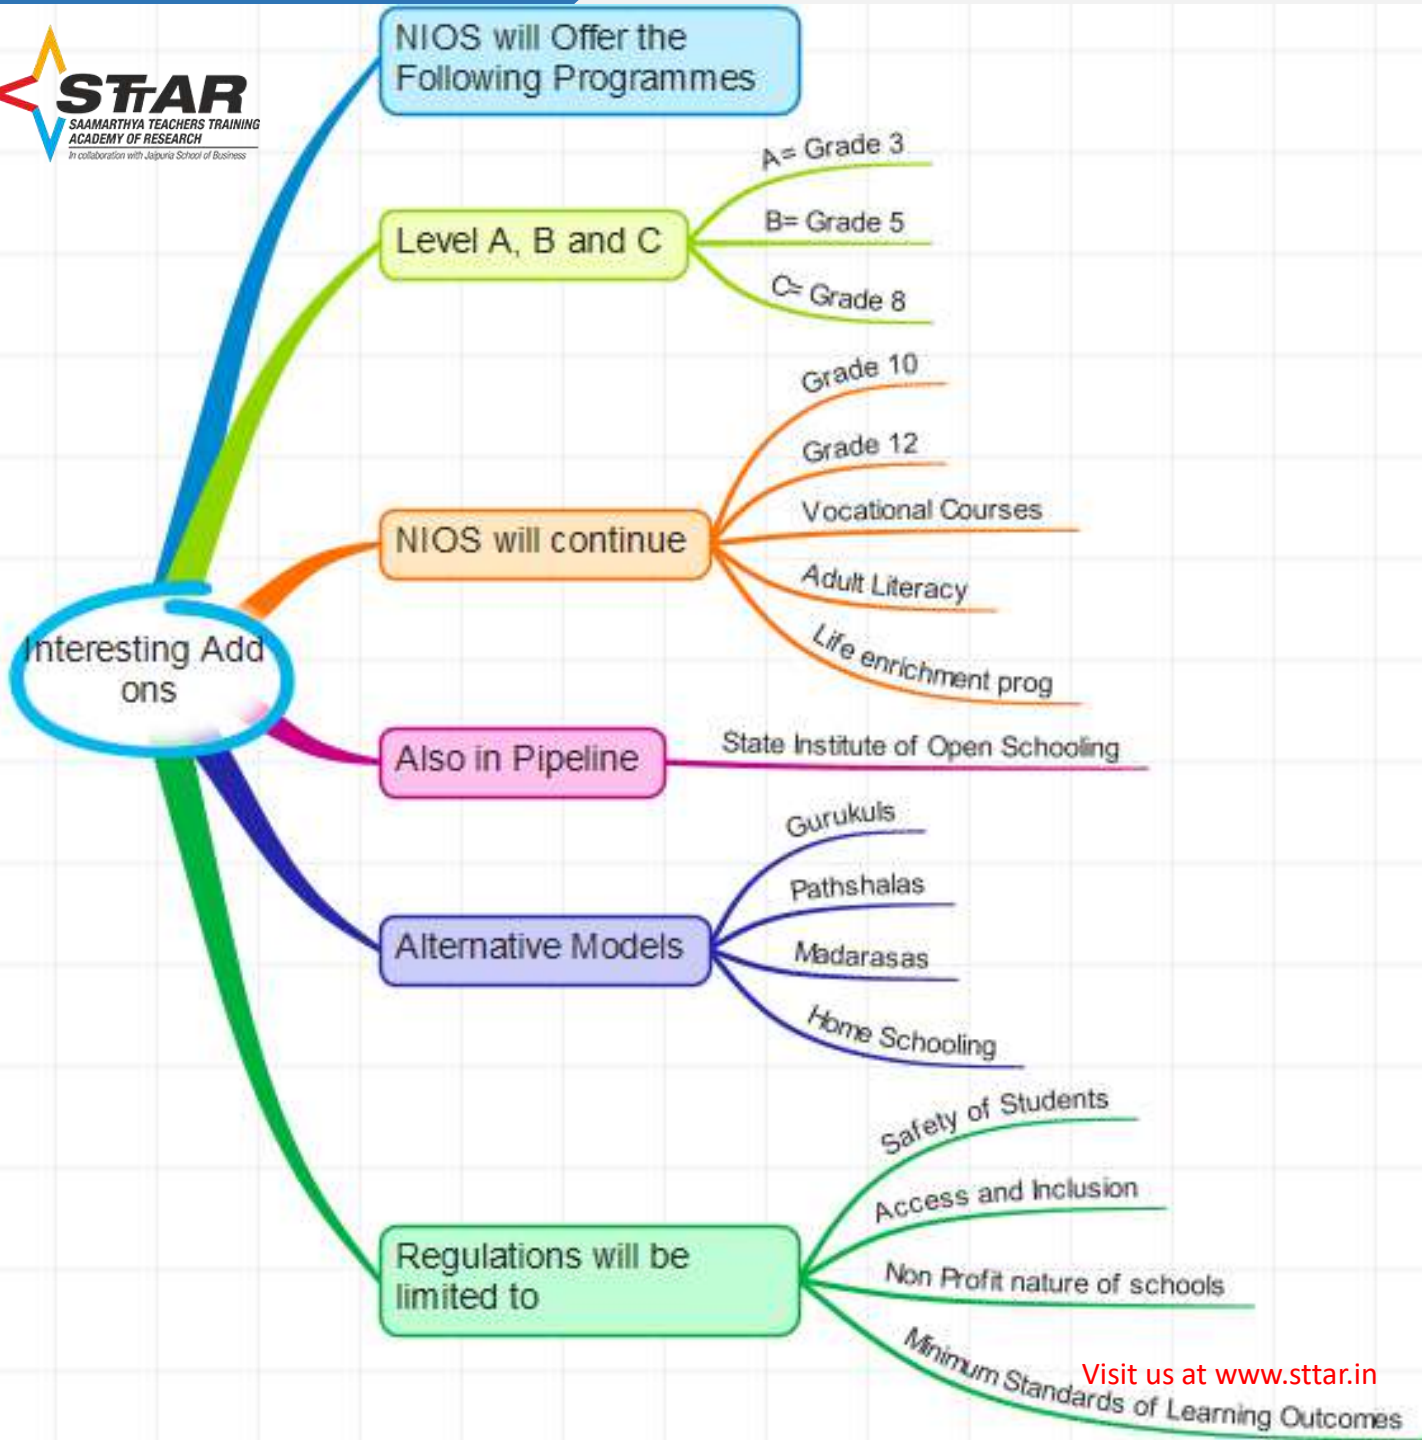 STTAR
SAAMARTHYA TEACHERS TRAINING
ACADEMY OF RESEARCH
In collaboration with Jaipuria School of Business
NIOS will Offer the
Following Programmes
Level A, B and C
A= Grade 3
B= Grade 5
C= Grade 8
NIOS will continue
Grade 10
Grade 12
Vocational Courses
Adult Literacy
Life enrichment prog
Interesting Add
ons
Also in Pipeline
State Institute of Open Schooling
Alternative Models
Gurukuls
Pathshalas
Madarasas
Home Schooling
Regulations will be
limited to
Safety of Students
Access and Inclusion
Non Profit nature of schools
Minimum Standards of Learning Outcomes
Visit us at www.sttar.in